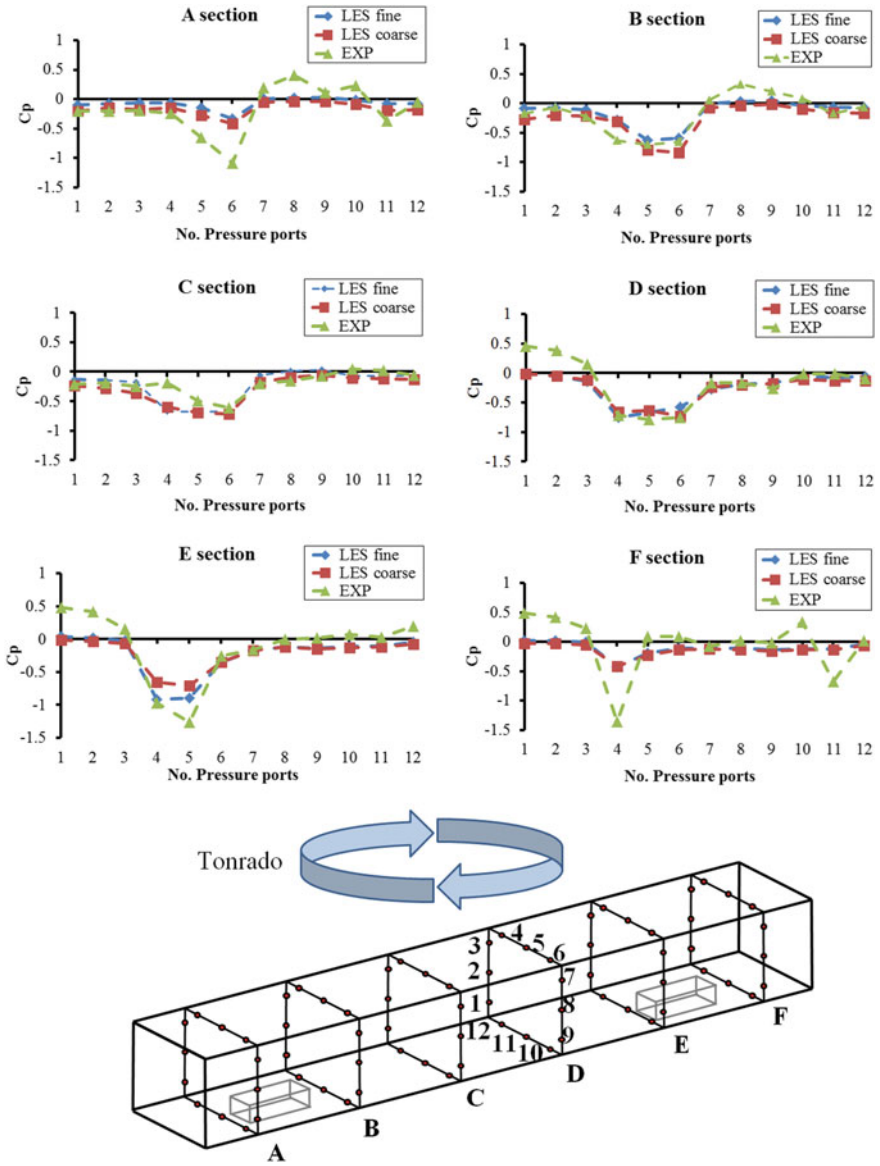 A section
LES fine
LES coarse
EXP
1
0.5
0
-0.5
-1
-1.5
Cp
1 2 3 4 5 6 7 8 9 10 11 12
No. Pressure ports
B section
LES fine
LES coarse
EXP
1
0.5
0
-0.5
-1
-1.5
Cp
1 2 3 4 5 6 7 8 9 10 11 12
No. Pressure ports
C section
LES fine
LES coarse
EXP
1
0.5
0
-0.5
-1
-1.5
Cp
1 2 3 4 5 6 7 8 9 10 11 12
No. Pressure ports
D section
LES fine
LES coarse
EXP
1
0.5
0
-0.5
-1
-1.5
Cp
1 2 3 4 5 6 7 8 9 10 11 12
No. Pressure ports
E section
LES fine
LES coarse
EXP
1
0.5
0
-0.5
-1
-1.5
Cp
1 2 3 4 5 6 7 8 9 10 11 12
No. Pressure ports
F section
LES fine
LES coarse
EXP
1
0.5
0
-0.5
-1
-1.5
Cp
1 2 3 4 5 6 7 8 9 10 11 12
No. Pressure ports
Tonrado
3 4 5 6
2 7
1 8
12 11 10 9
A B C D E F